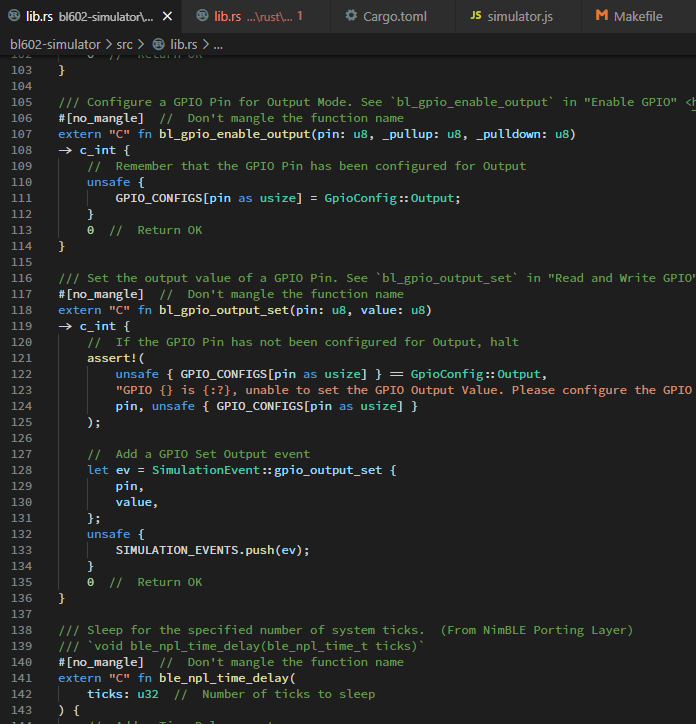 lib.rs bl602-simulator\... × lib.rs ...\rust\... 1 Cargo.toml JS simulator.js M Makefile
bl602-simulator > src > lib.rs > ...
102 0 // Return OK
103 }
104
105 /// Configure a GPIO Pin for Output Mode. See `bl_gpio_enable_output` in "Enable GPIO" <h
106 #[no_mangle] // Don't mangle the function name
107 extern "C" fn bl_gpio_enable_output(pin: u8, _pullup: u8, _pulldown: u8)
108 -> c_int {
109 // Remember that the GPIO Pin has been configured for Output
110 unsafe {
111 GPIO_CONFIGS[pin as usize] = GpioConfig::Output;
112 }
113 0 // Return OK
114 }
115
116 /// Set the output value of a GPIO Pin. See `bl_gpio_output_set` in "Read and Write GPIO"
117 #[no_mangle] // Don't mangle the function name
118 extern "C" fn bl_gpio_output_set(pin: u8, value: u8)
119 -> c_int {
120 // If the GPIO Pin has not been configured for Output, halt
121 assert!(
122 unsafe { GPIO_CONFIGS[pin as usize] } == GpioConfig::Output,
123 "GPIO {} is {:?}, unable to set the GPIO Output Value. Please configure the GPIO
124 pin, unsafe { GPIO_CONFIGS[pin as usize] }
125 );
126
127 // Add a GPIO Set Output event
128 let ev = SimulationEvent::gpio_output_set {
129 pin,
130 value,
131 };
132 unsafe {
133 SIMULATION_EVENTS.push(ev);
134 }
135 0 // Return OK
136 }
137
138 /// Sleep for the specified number of system ticks. (From NimBLE Porting Layer)
139 /// `void ble_npl_time_delay(ble_npl_time_t ticks)`
140 #[no_mangle] // Don't mangle the function name
141 extern "C" fn ble_npl_time_delay(
142 ticks: u32 // Number of ticks to sleep
143 ) {